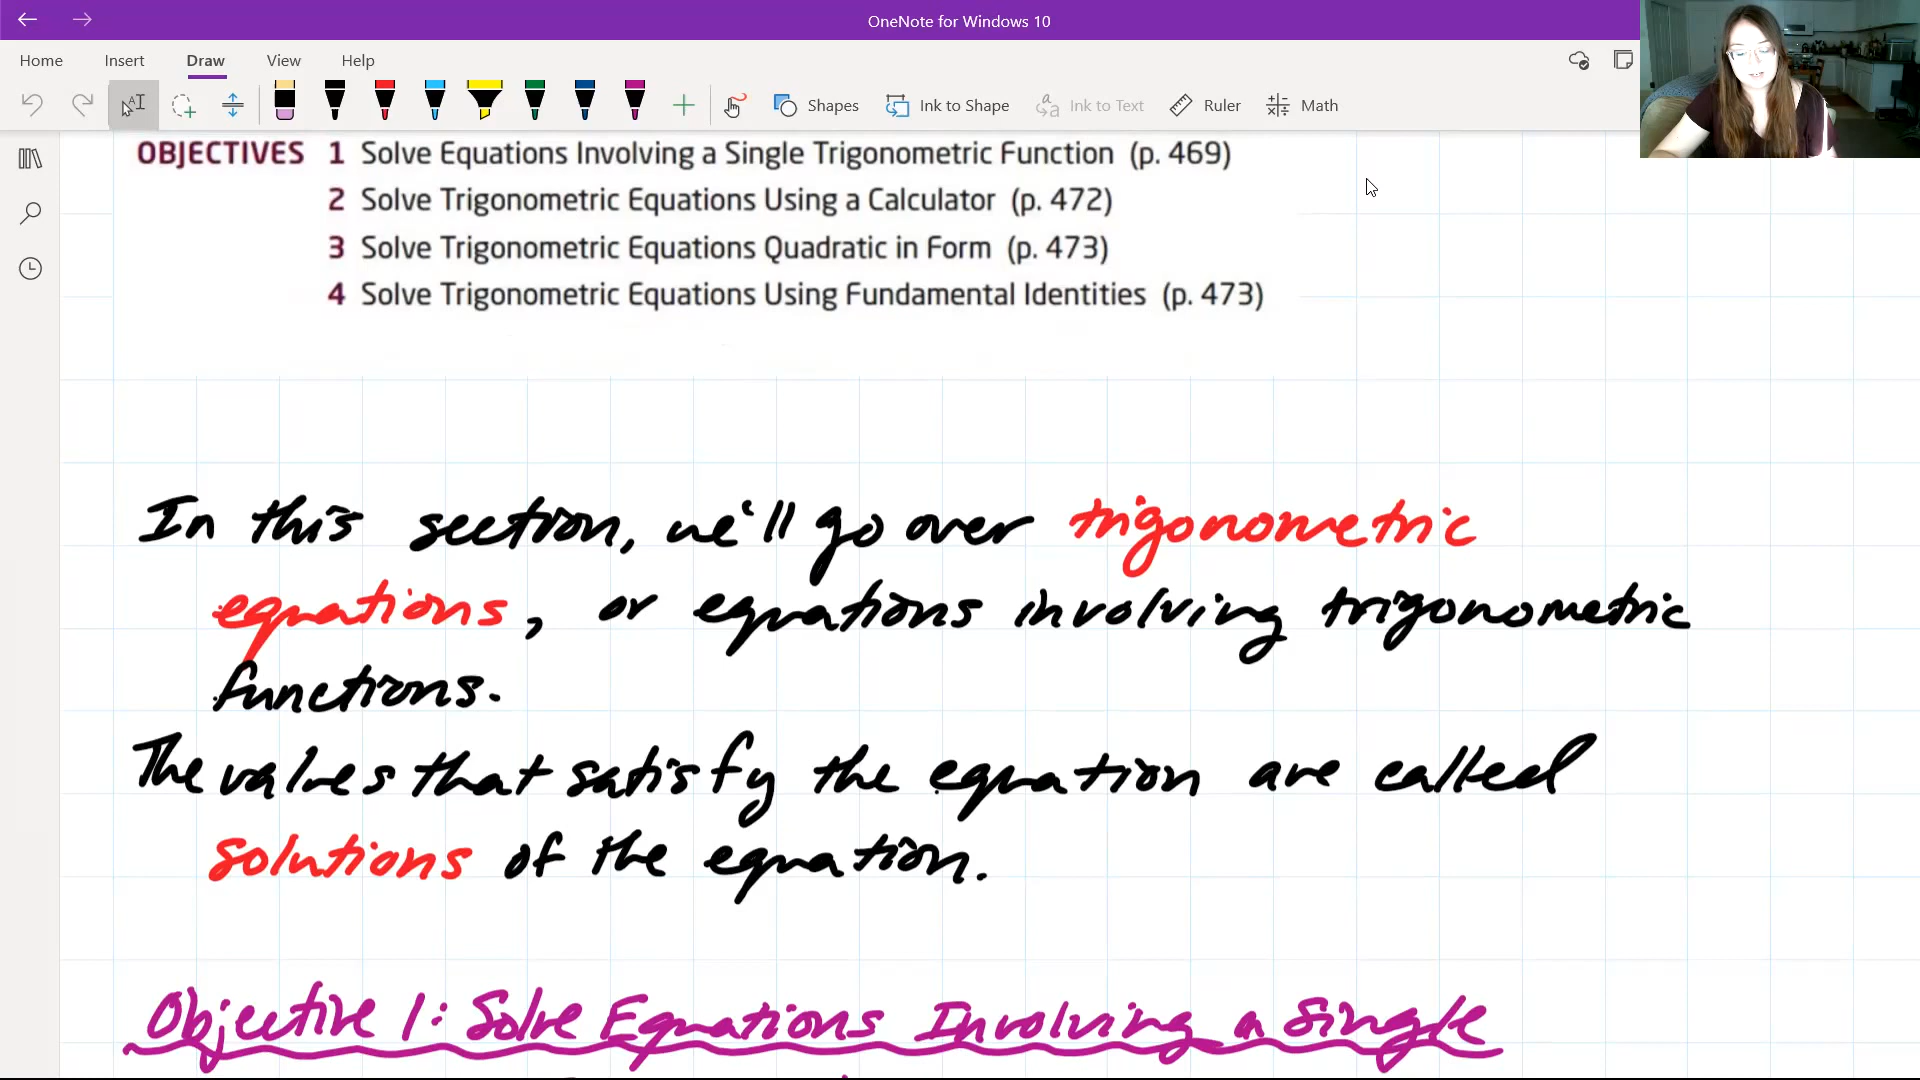 OneNote for Windows 10
Home Insert Draw View Help
Shapes Ink to Shape Ink to Text Ruler Math
OBJECTIVES 1 Solve Equations Involving a Single Trigonometric Function (p. 469)
2 Solve Trigonometric Equations Using a Calculator (p. 472)
3 Solve Trigonometric Equations Quadratic in Form (p. 473)
4 Solve Trigonometric Equations Using Fundamental Identities (p. 473)
In this section, we'll go over trigonometric
equations, or equations involving trigonometric
functions.
The values that satisfy the equation are called
solutions of the equation.
Objective 1: Solve Equations Involving a Single